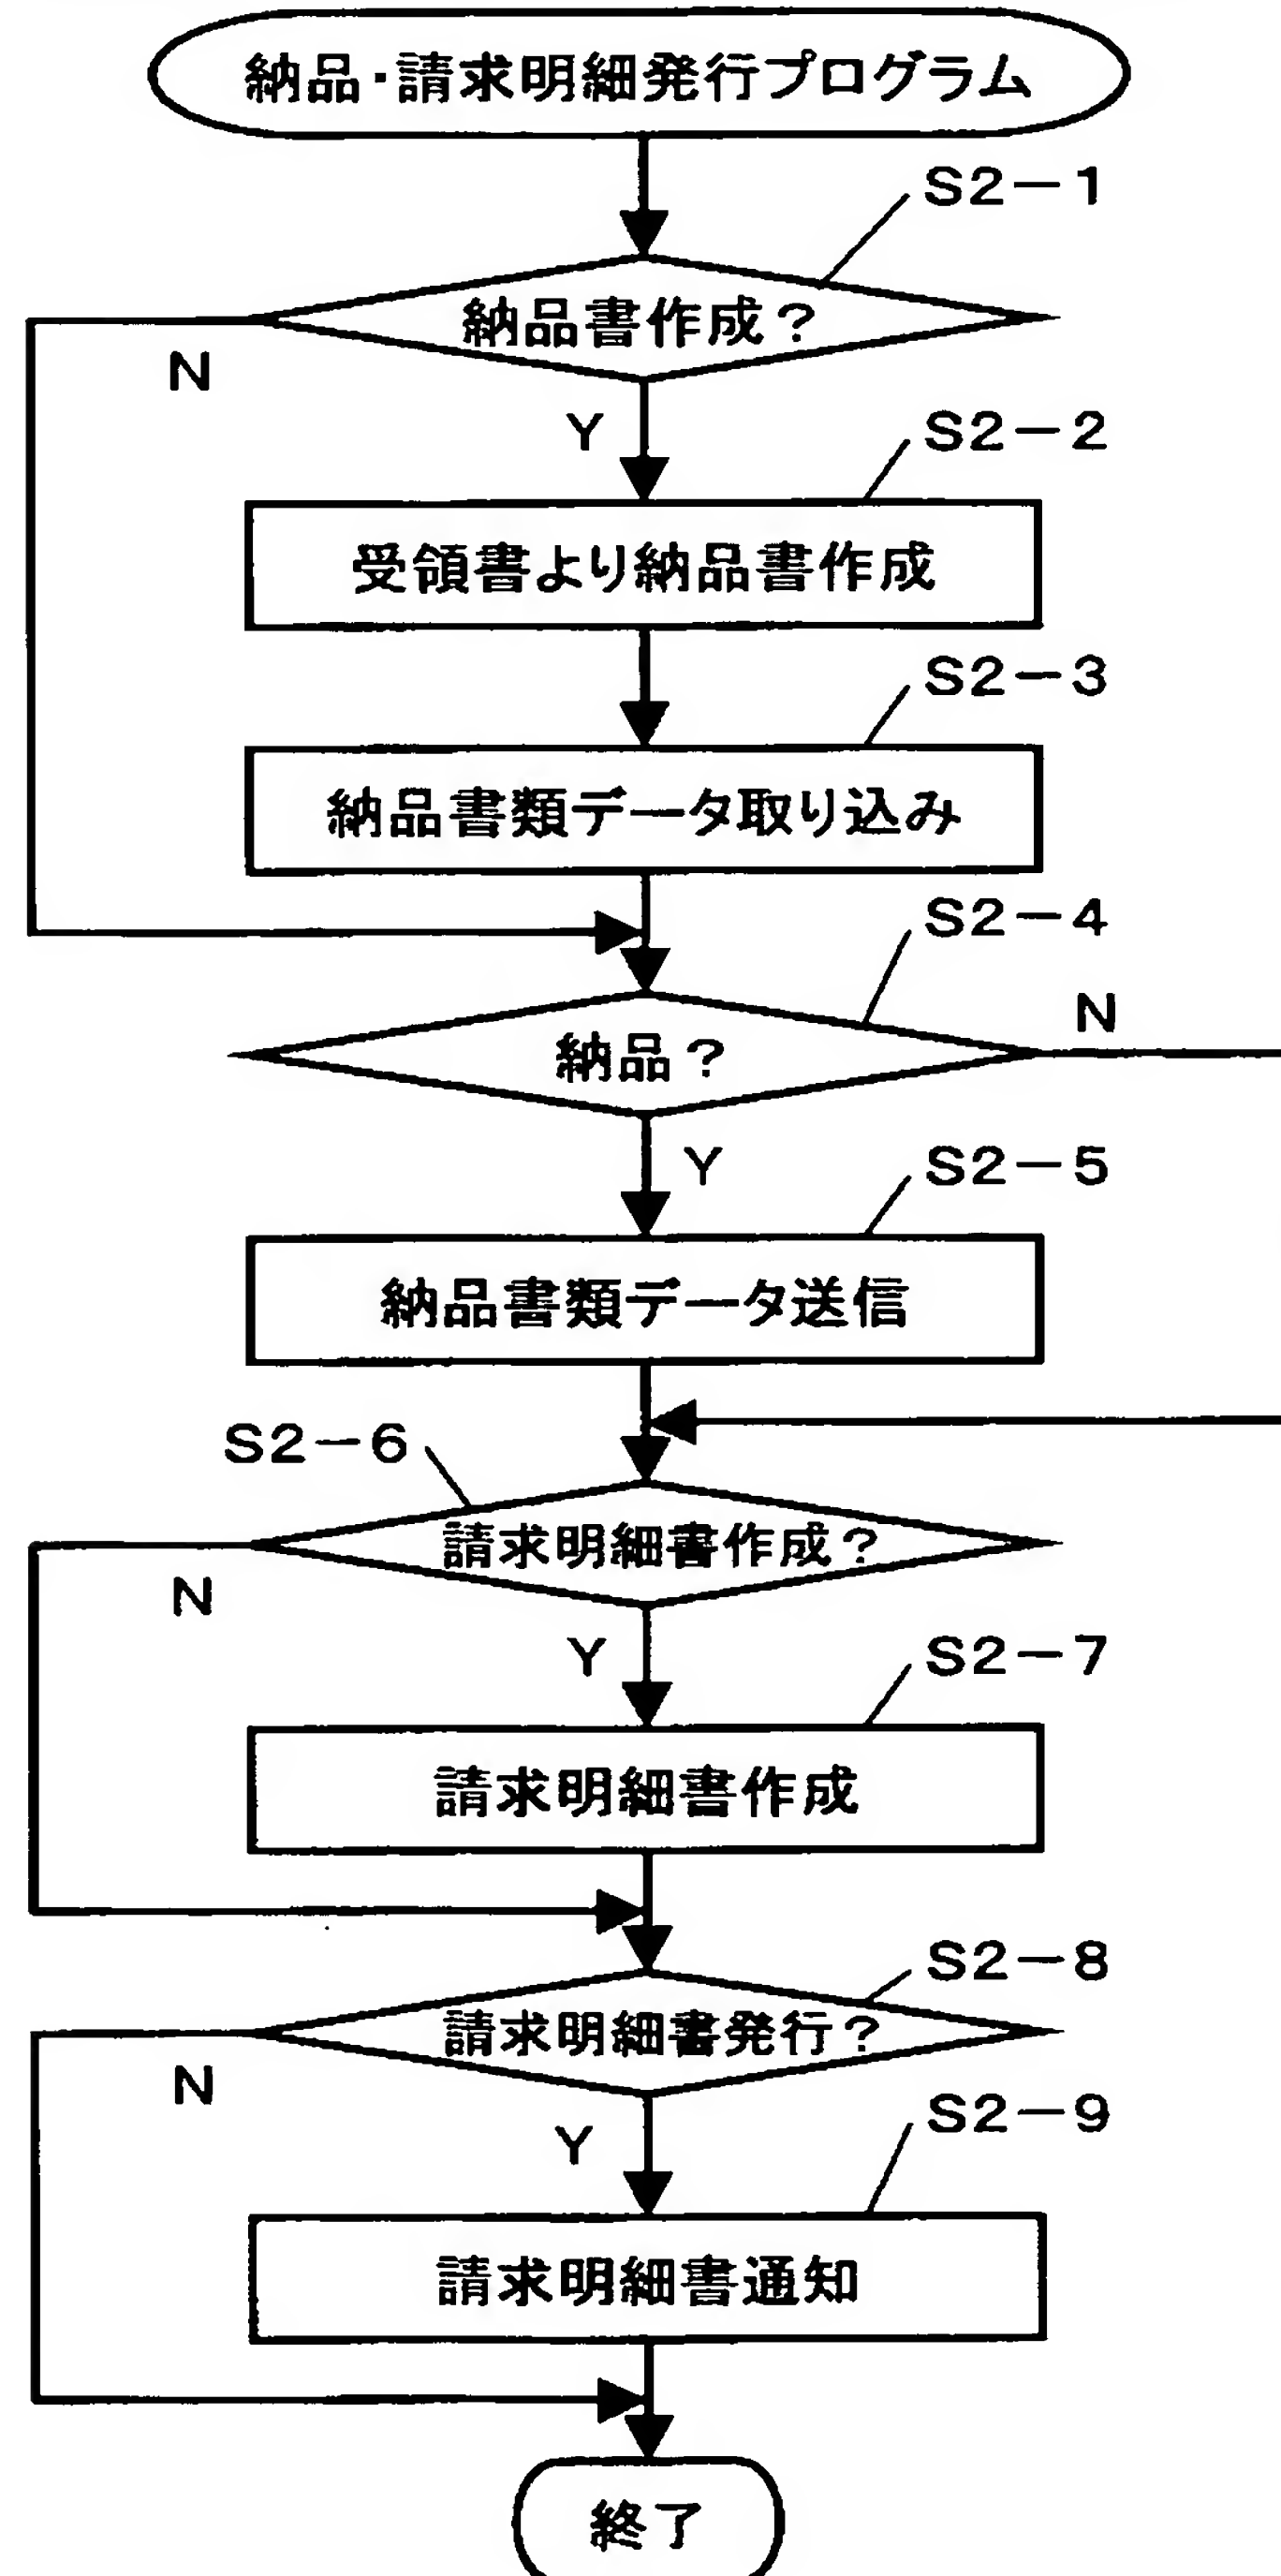 納品・請求明細発行プログラム
S2-1
納品書作成?
N
Y
S2-2
受領書より納品書作成
S2-3
納品書類データ取り込み
S2-4
納品?
N
Y
S2-5
納品書類データ送信
S2-6
請求明細書作成?
N
Y
S2-7
請求明細書作成
S2-8
請求明細書発行?
N
Y
S2-9
請求明細書通知
終了